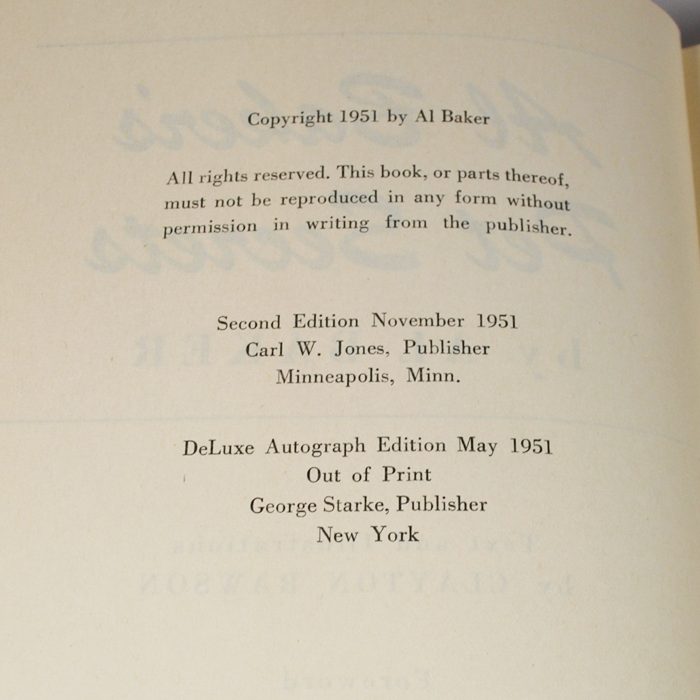 Copyright 1951 by Al Baker
All rights reserved. This book, or parts thereof,
must not be reproduced in any form without
permission in writing from the publisher.
Second Edition November 1951
Carl W. Jones, Publisher
Minneapolis, Minn.
DeLuxe Autograph Edition May 1951
Out of Print
George Starke, Publisher
New York